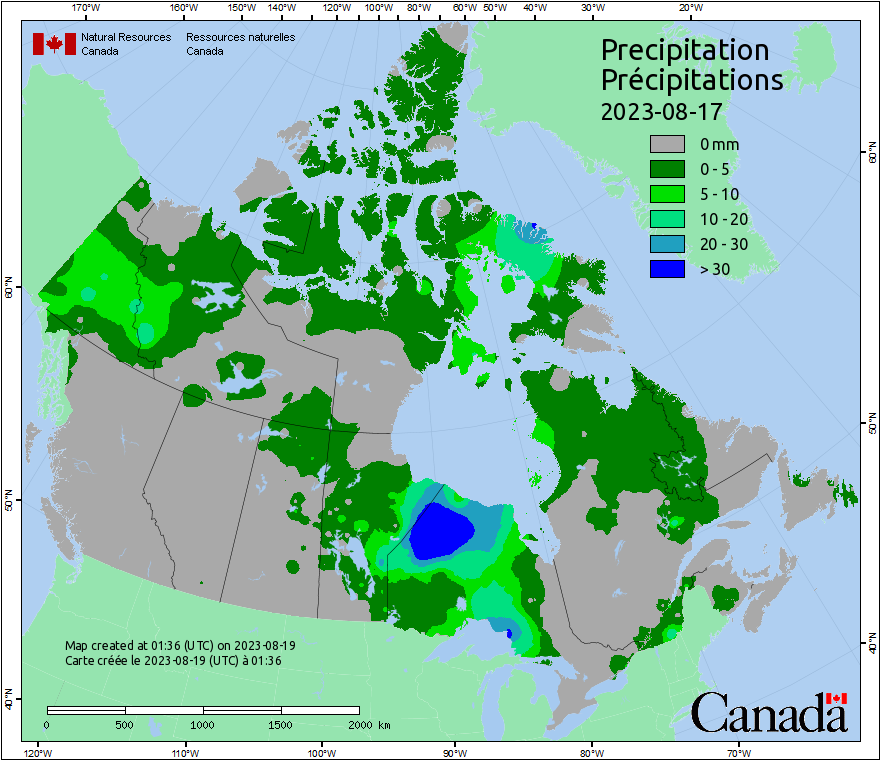 170°W 160°W 150°W 140°W 130°W 120°W 110°W 100°W 90°W 80°W 70°W 60°W 50°W 40°W 30°W 20°W
Natural Resources Canada
Ressources naturelles Canada
Precipitation
Précipitations
2023-08-17
0 mm
0 - 5
5 - 10
10 - 20
20 - 30
> 30
60°N
50°N
40°N
60°N
50°N
40°N
Map created at 01:36 (UTC) on 2023-08-19
Carte créée le 2023-08-19 (UTC) à 01:36
0 500 1000 1500 2000 km
Canada
120°W 110°W 100°W 90°W 80°W 70°W